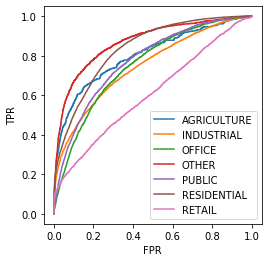 TPR
1.0
0.8
0.6
0.4
0.2
0.0
AGRICULTURE
INDUSTRIAL
OFFICE
OTHER
PUBLIC
RESIDENTIAL
RETAIL
0.0 0.2 0.4 0.6 0.8 1.0
FPR